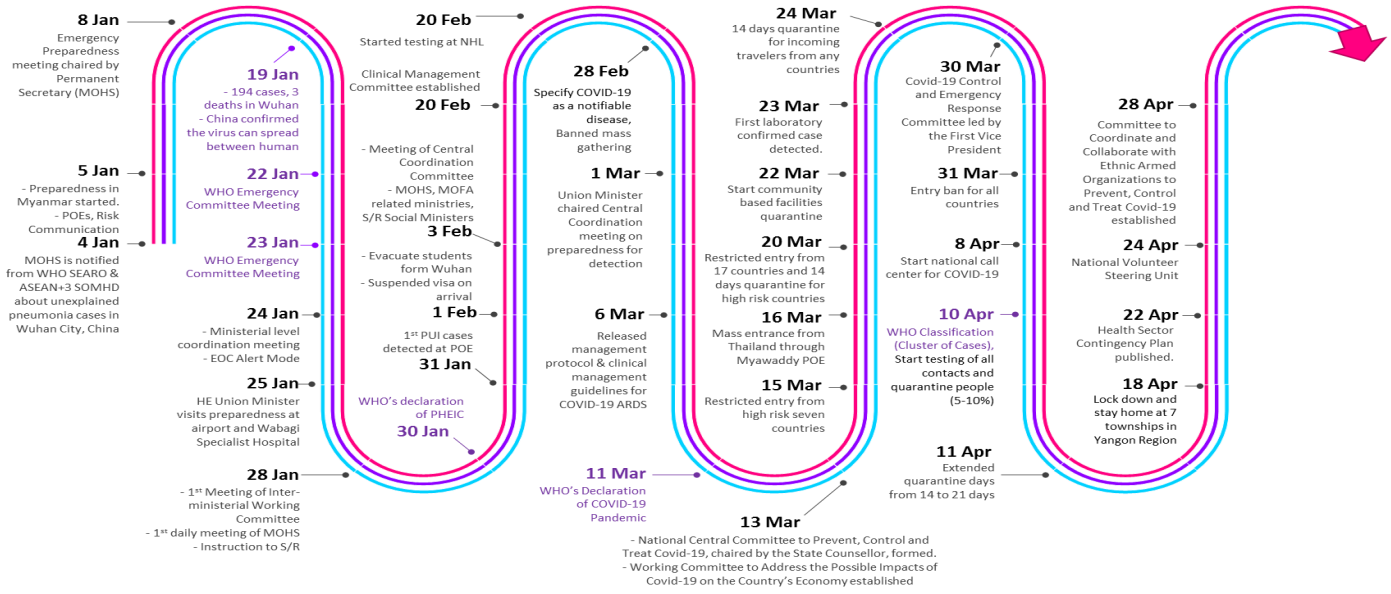 8 Jan
Emergency
Preparedness
meeting chaired by
Permanent
Secretary (MOHS)
5 Jan
- Preparedness in
Myanmar started.
- POEs, Risk
Communication
4 Jan
MOHS is notified
from WHO SEARO &
ASEAN+3 SOMHD
about unexplained
pneumonia cases in
Wuhan City, China
19 Jan
- 194 cases, 3
deaths in Wuhan
- China confirmed
the virus can spread
between human
22 Jan
WHO Emergency
Committee Meeting
23 Jan
WHO Emergency
Committee Meeting
24 Jan
- Ministerial level
coordination meeting
- EOC Alert Mode
25 Jan
HE Union Minister
visits preparedness at
airport and Wabagi
Specialist Hospital
28 Jan
- 1st Meeting of Inter-
ministerial Working
Committee
- 1st daily meeting of MOHS
- Instruction to S/R
20 Feb
Started testing at NHL
Clinical Management
Committee established
20 Feb
- Meeting of Central
Coordination
Committee
- MOHS, MOFA
related ministries,
S/R Social Ministers
3 Feb
- Evacuate students
form Wuhan
- Suspended visa on
arrival
1 Feb
1st PUI cases
detected at POE
31 Jan
WHO's declaration
of PHEIC
30 Jan
28 Feb
Specify COVID-19
as a notifiable
disease,
Banned mass
gathering
1 Mar
Union Minister
chaired Central
Coordination
meeting on
preparedness for
detection
6 Mar
Released
management
protocol & clinical
management
guidelines for
COVID-19 ARDS
11 Mar
WHO's Declaration
of COVID-19
Pandemic
13 Mar
- National Central Committee to Prevent, Control and
Treat Covid-19, chaired by the State Counsellor, formed.
- Working Committee to Address the Possible Impacts of
Covid-19 on the Country's Economy established
24 Mar
14 days quarantine
for incoming
travelers from any
countries
23 Mar
First laboratory
confirmed case
detected.
22 Mar
Start community
based facilities
quarantine
20 Mar
Restricted entry from
17 countries and 14
days quarantine for
high risk countries
16 Mar
Mass entrance from
Thailand through
Myawaddy POE
15 Mar
Restricted entry from
high risk seven
countries
30 Mar
Covid-19 Control
and Emergency
Response
Committee led by
the First Vice
President
31 Mar
Entry ban for all
countries
8 Apr
Start national call
center for COVID-19
10 Apr
WHO Classification
(Cluster of Cases),
Start testing of all
contacts and
quarantine people
(5-10%)
11 Apr
Extended
quarantine days
from 14 to 21 days
28 Apr
Committee to
Coordinate and
Collaborate with
Ethnic Armed
Organizations to
Prevent, Control
and Treat Covid-19
established
24 Apr
National Volunteer
Steering Unit
22 Apr
Health Sector
Contingency Plan
published.
18 Apr
Lock down and
stay home at 7
townships in
Yangon Region